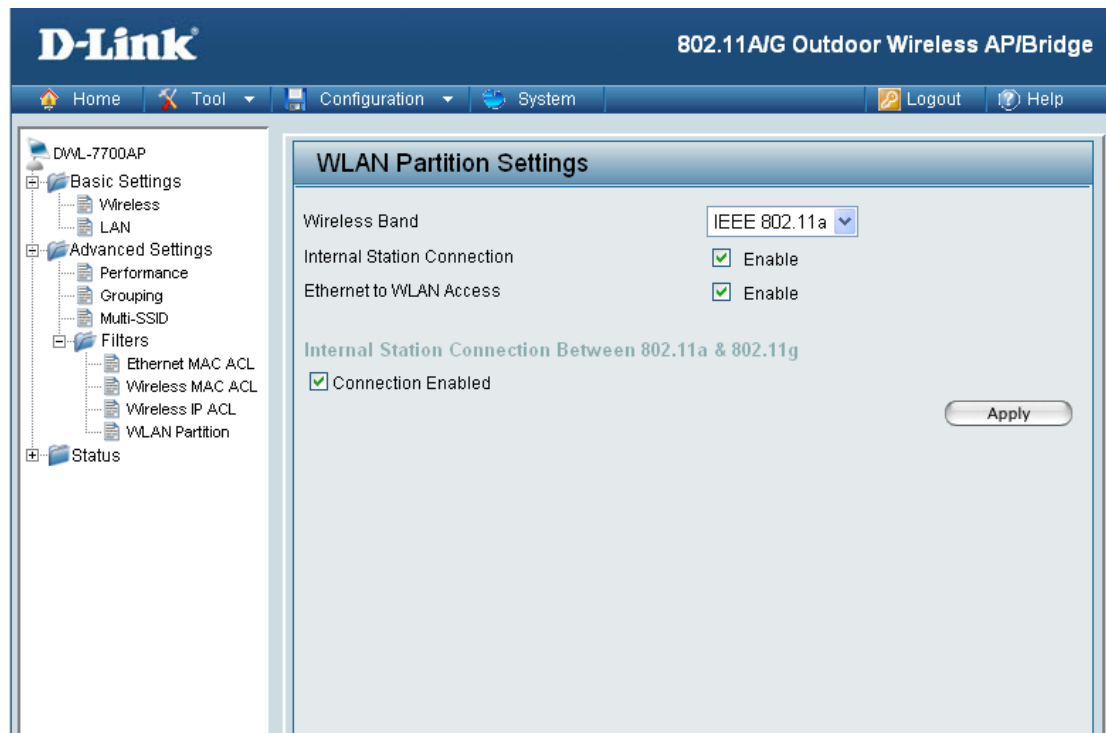 D-Link
802.11A/G Outdoor Wireless AP/Bridge
Home Tool Configuration System Logout Help
DWL-7700AP
Basic Settings
Wireless
LAN
Advanced Settings
Performance
Grouping
Multi-SSID
Filters
Ethernet MAC ACL
Wireless MAC ACL
Wireless IP ACL
WLAN Partition
Status
WLAN Partition Settings
Wireless Band IEEE 802.11a
Internal Station Connection Enable
Ethernet to WLAN Access Enable
Internal Station Connection Between 802.11a & 802.11g
Connection Enabled
Apply